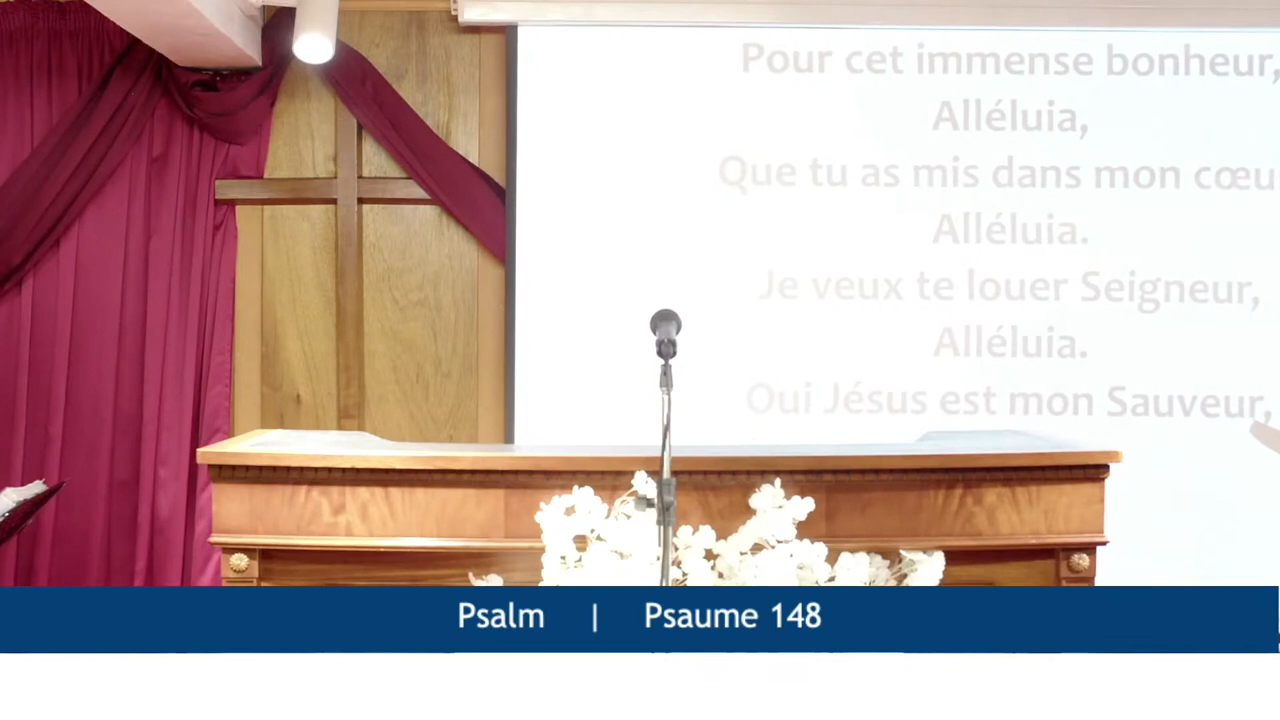 Pour cet immense bonheur,
Alléluia,
Que tu as mis dans mon
Alléluia.
Je veux te louer Seigneur,
Alléluia.
Oui Jésus est mon Sauveur,
Psalm | Psaume 148